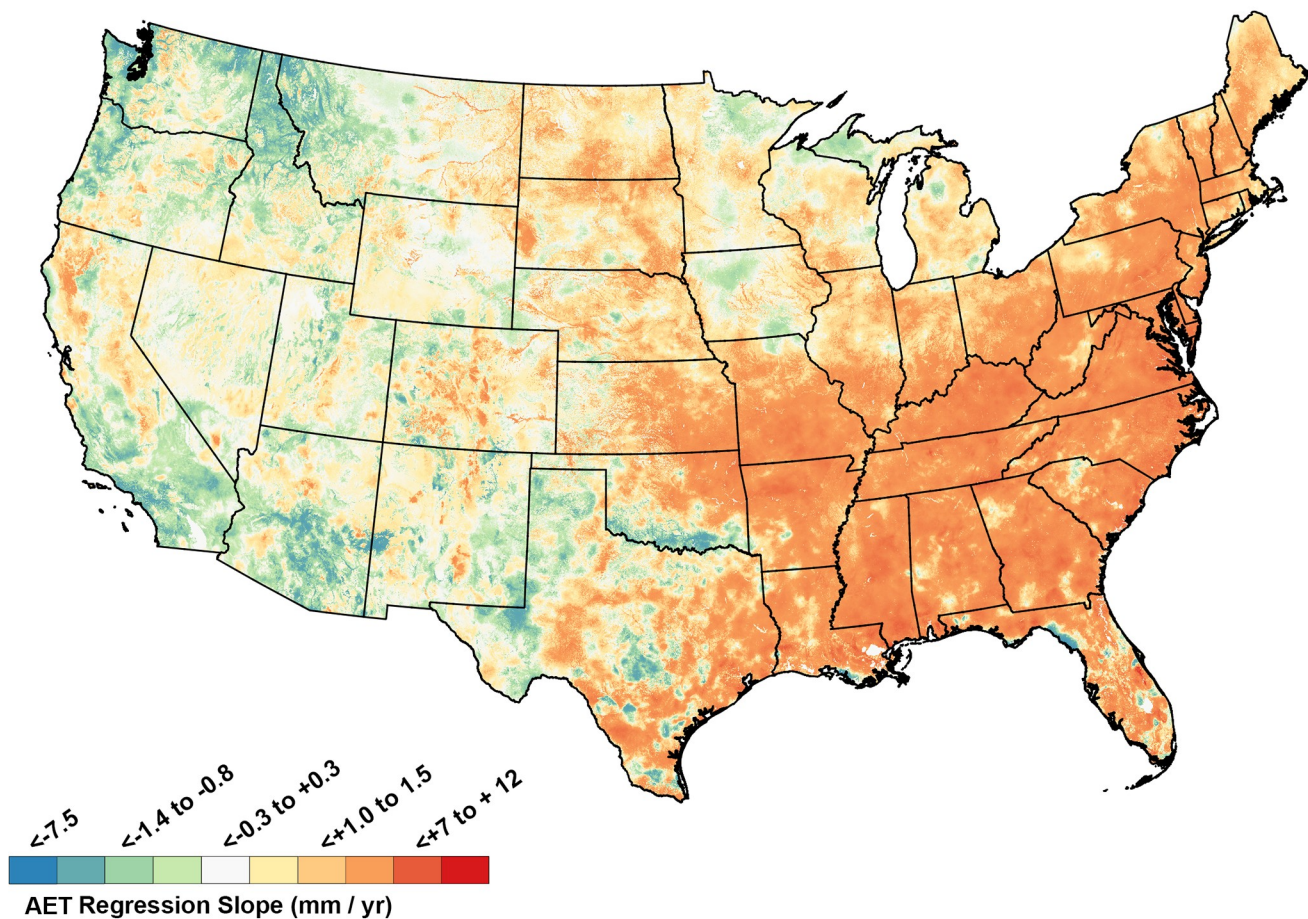 <-7.5
<-1.4 to -0.8
<-0.3 to +0.3
<+1.0 to 1.5
<+7 to + 12
AET Regression Slope (mm / yr)